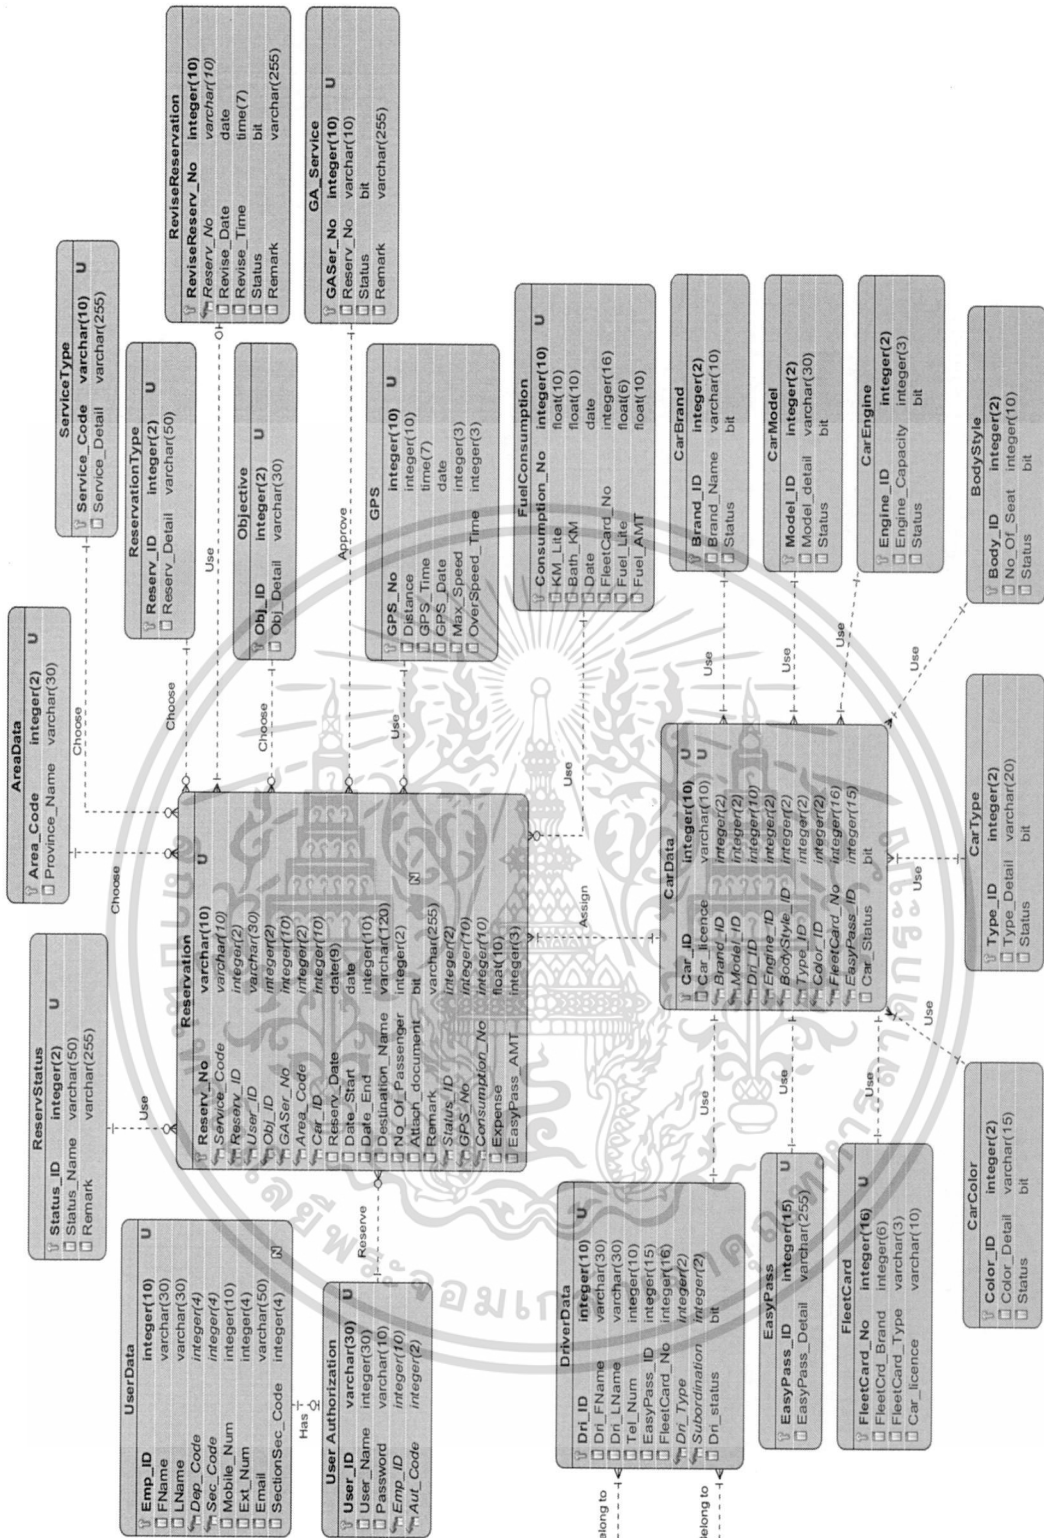 UserData
Emp_ID integer(10) U
FName varchar(30)
LName varchar(30)
Dep_Code integer(4)
Sec_Code integer(4)
Mobile_Num integer(10)
Ext_Num integer(4)
Email varchar(50)
SectionSec_Code integer(4) N
Has
User Authorization
User_ID varchar(30) U
User_Name integer(30)
Password varchar(10)
Emp_ID integer(10)
Aut_Code integer(2)
Reserve
ReservStatus
Status_ID integer(2) U
Status_Name varchar(50)
Remark varchar(255)
Use
AreaData
Area_Code integer(2) U
Province_Name varchar(30)
Choose
ServiceType
Service_Code varchar(10) U
Service_Detail varchar(255)
Choose
ReservationType
Reserv_ID integer(2) U
Reserv_Detail varchar(50)
Choose
ReviseReservation
ReviseReserv_No integer(10)
Reserv_No varchar(10)
Revise_Date date
Revise_Time time(7)
Status bit
Remark varchar(255)
Use
Objective
Obj_ID integer(2) U
Obj_Detail varchar(30)
Choose
GA_Service
GASer_No integer(10) U
Reserv_No varchar(10)
Status bit
Remark varchar(255)
Approve
GPS
GPS_No integer(10) U
Distance integer(10)
GPS_Time time(7)
GPS_Date date
Max_Speed integer(3)
OverSpeed_Time integer(3)
Use
Reservation
Reserv_No varchar(10) U
Service_Code varchar(10)
Reserv_ID integer(2)
User_ID varchar(30)
Obj_ID integer(2)
GASer_No integer(10)
Area_Code integer(2)
Car_ID integer(10)
Reserv_Date date(9)
Date_Start date
Date_End integer(10)
Destination_Name varchar(120)
No_Of_Passenger integer(2)
Attach_document bit N
Remark varchar(255)
Status_ID integer(2)
GPS_No integer(10)
Consumption_No integer(10)
Expense float(10)
EasyPass_AMT integer(3)
FuelConsumption
Consumption_No integer(10) U
KM_Lite float(10)
Bath_KM float(10)
Date date
FleetCard_No integer(16)
Fuel_Lite float(6)
Fuel_AMT float(10)
Use
Assign
DriverData
Dri_ID integer(10) U
Dri_FName varchar(30)
Dri_LName varchar(30)
Tel_Num integer(10)
EasyPass_ID integer(15)
FleetCard_No integer(16)
Dri_Type integer(2)
Subordination integer(2)
Dri_status bit
elong to
elong to
Use
CarData
Car_ID integer(10) U
Car_licence varchar(10) U
Brand_ID integer(2)
Model_ID integer(2)
Dri_ID integer(10)
Engine_ID integer(2)
BodyStyle_ID integer(2)
Type_ID integer(2)
Color_ID integer(2)
FleetCard_No integer(16)
EasyPass_ID integer(15)
Car_Status bit
CarBrand
Brand_ID integer(2)
Brand_Name varchar(10)
Status bit
Use
CarModel
Model_ID integer(2)
Model_detail varchar(30)
Status bit
Use
CarEngine
Engine_ID integer(2)
Engine_Capacity integer(3)
Status bit
Use
BodyStyle
Body_ID integer(2)
No_Of_Seat integer(10)
Status bit
Use
EasyPass
EasyPass_ID integer(15) U
EasyPass_Detail varchar(255)
Use
FleetCard
FleetCard_No integer(16) U
FleetCrd_Brand integer(6)
FleetCard_Type varchar(3)
Car_licence varchar(10)
Use
CarColor
Color_ID integer(2)
Color_Detail varchar(15)
Status bit
Use
CarType
Type_ID integer(2)
Type_Detail varchar(20)
Status bit
Use